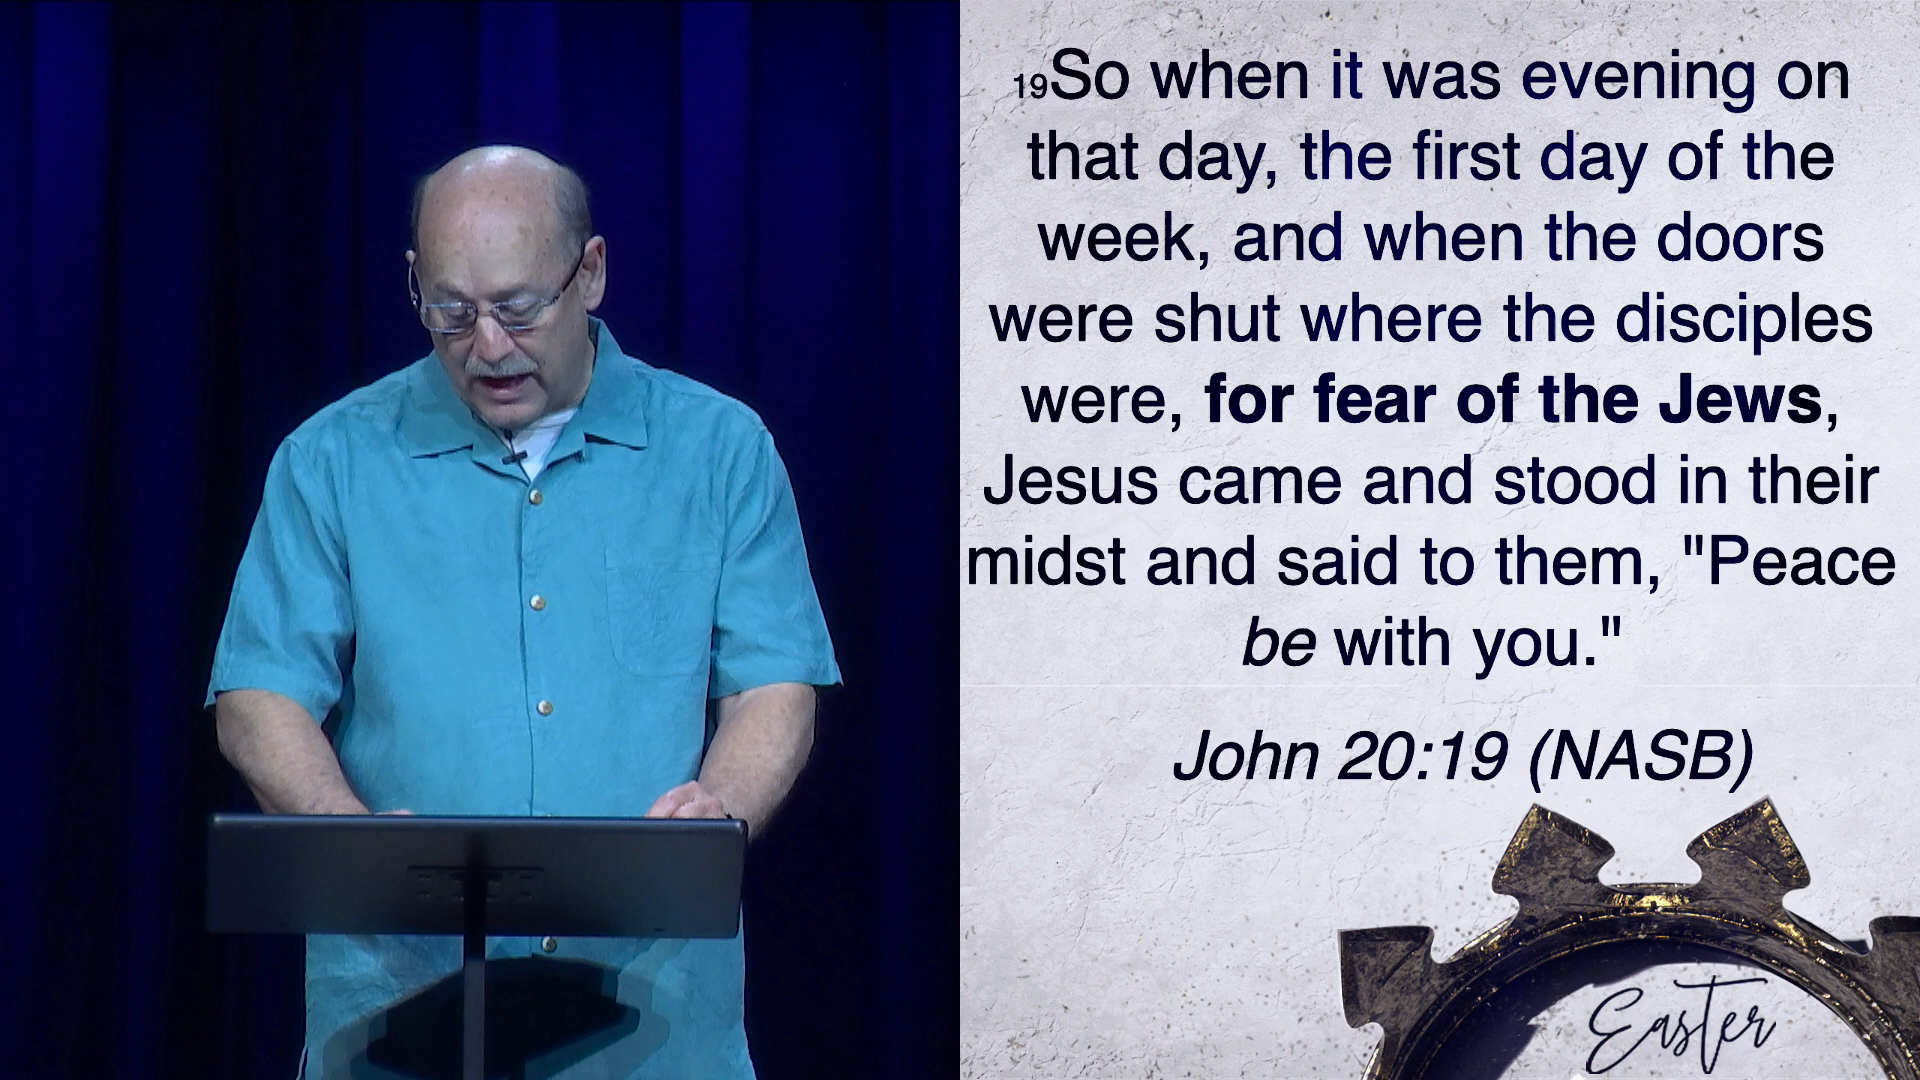 19So when it was evening on
that day, the first day of the
week, and when the doors
were shut where the disciples
were, for fear of the Jews,
Jesus came and stood in their
midst and said to them, "Peace
be with you."
John 20:19 (NASB)
Easter